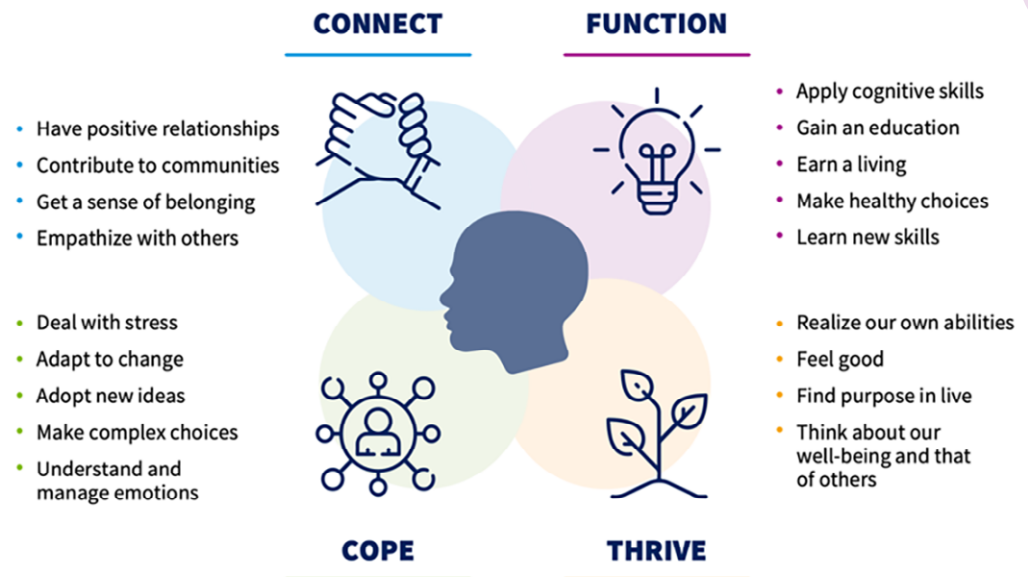 CONNECT
Have positive relationships
Contribute to communities
Get a sense of belonging
Empathize with others
FUNCTION
Apply cognitive skills
Gain an education
Earn a living
Make healthy choices
Learn new skills
Deal with stress
Adapt to change
Adopt new ideas
Make complex choices
Understand and
manage emotions
COPE
Realize our own abilities
Feel good
Find purpose in live
Think about our
well-being and that
of others
THRIVE